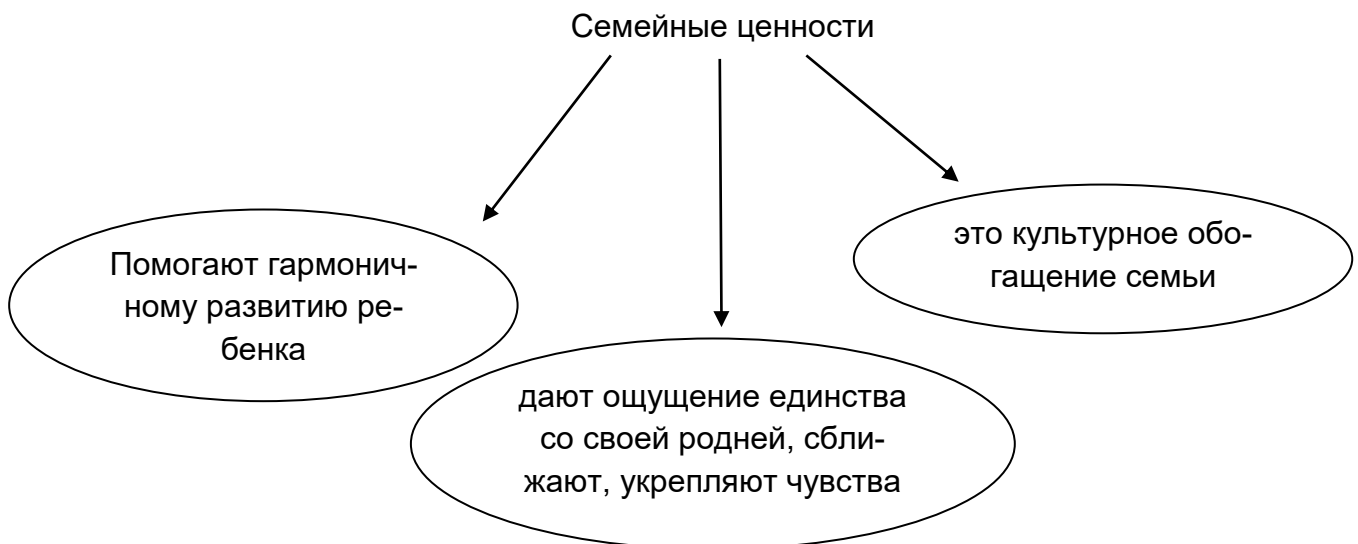 Семейные ценности
Помогают гармонич-
ному развитию ре-
бенка
дают ощущение единства
со своей родней, сбли-
жают, укрепляют чувства
это культурное обо-
гащение семьи